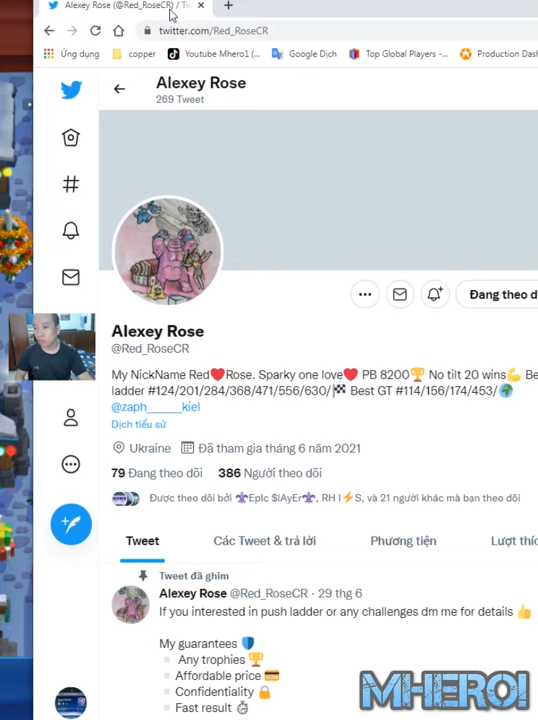 Alexey Rose (@Red_RoseCR) / Tw
twitter.com/Red_RoseCR
Ứng dụng copper Youtube Mhero1 (... Google Dịch Top Global Players -... Production Dash
Alexey Rose
269 Tweet
Đang theo d
Alexey Rose
@Red_RoseCR
My NickName Red❤️Rose. Sparky one love❤️ PB 8200🏆 No tilt 20 wins💪 Be
ladder #124/201/284/368/471/556/630/🏁 Best GT #114/156/174/453/🌍
@zaph______kiel
Dịch tiểu sử
Ukraine Đã tham gia tháng 6 năm 2021
79 Đang theo dõi 386 Người theo dõi
Được theo dõi bởi ⚜️EpIc $lAyEr⚜️, RH I⚡S, và 21 người khác mà bạn theo dõi
Tweet Các Tweet & trả lời Phương tiện Lượt thíc
Tweet đã ghim
Alexey Rose @Red_RoseCR · 29 thg 6
If you interested in push ladder or any challenges dm me for details 👍
My guarantees 🛡️
▫️ Any trophies 🏆
▫️ Affordable price 💳
▫️ Confidentiality 🔒
▫️ Fast result ⏱️
MHERO!